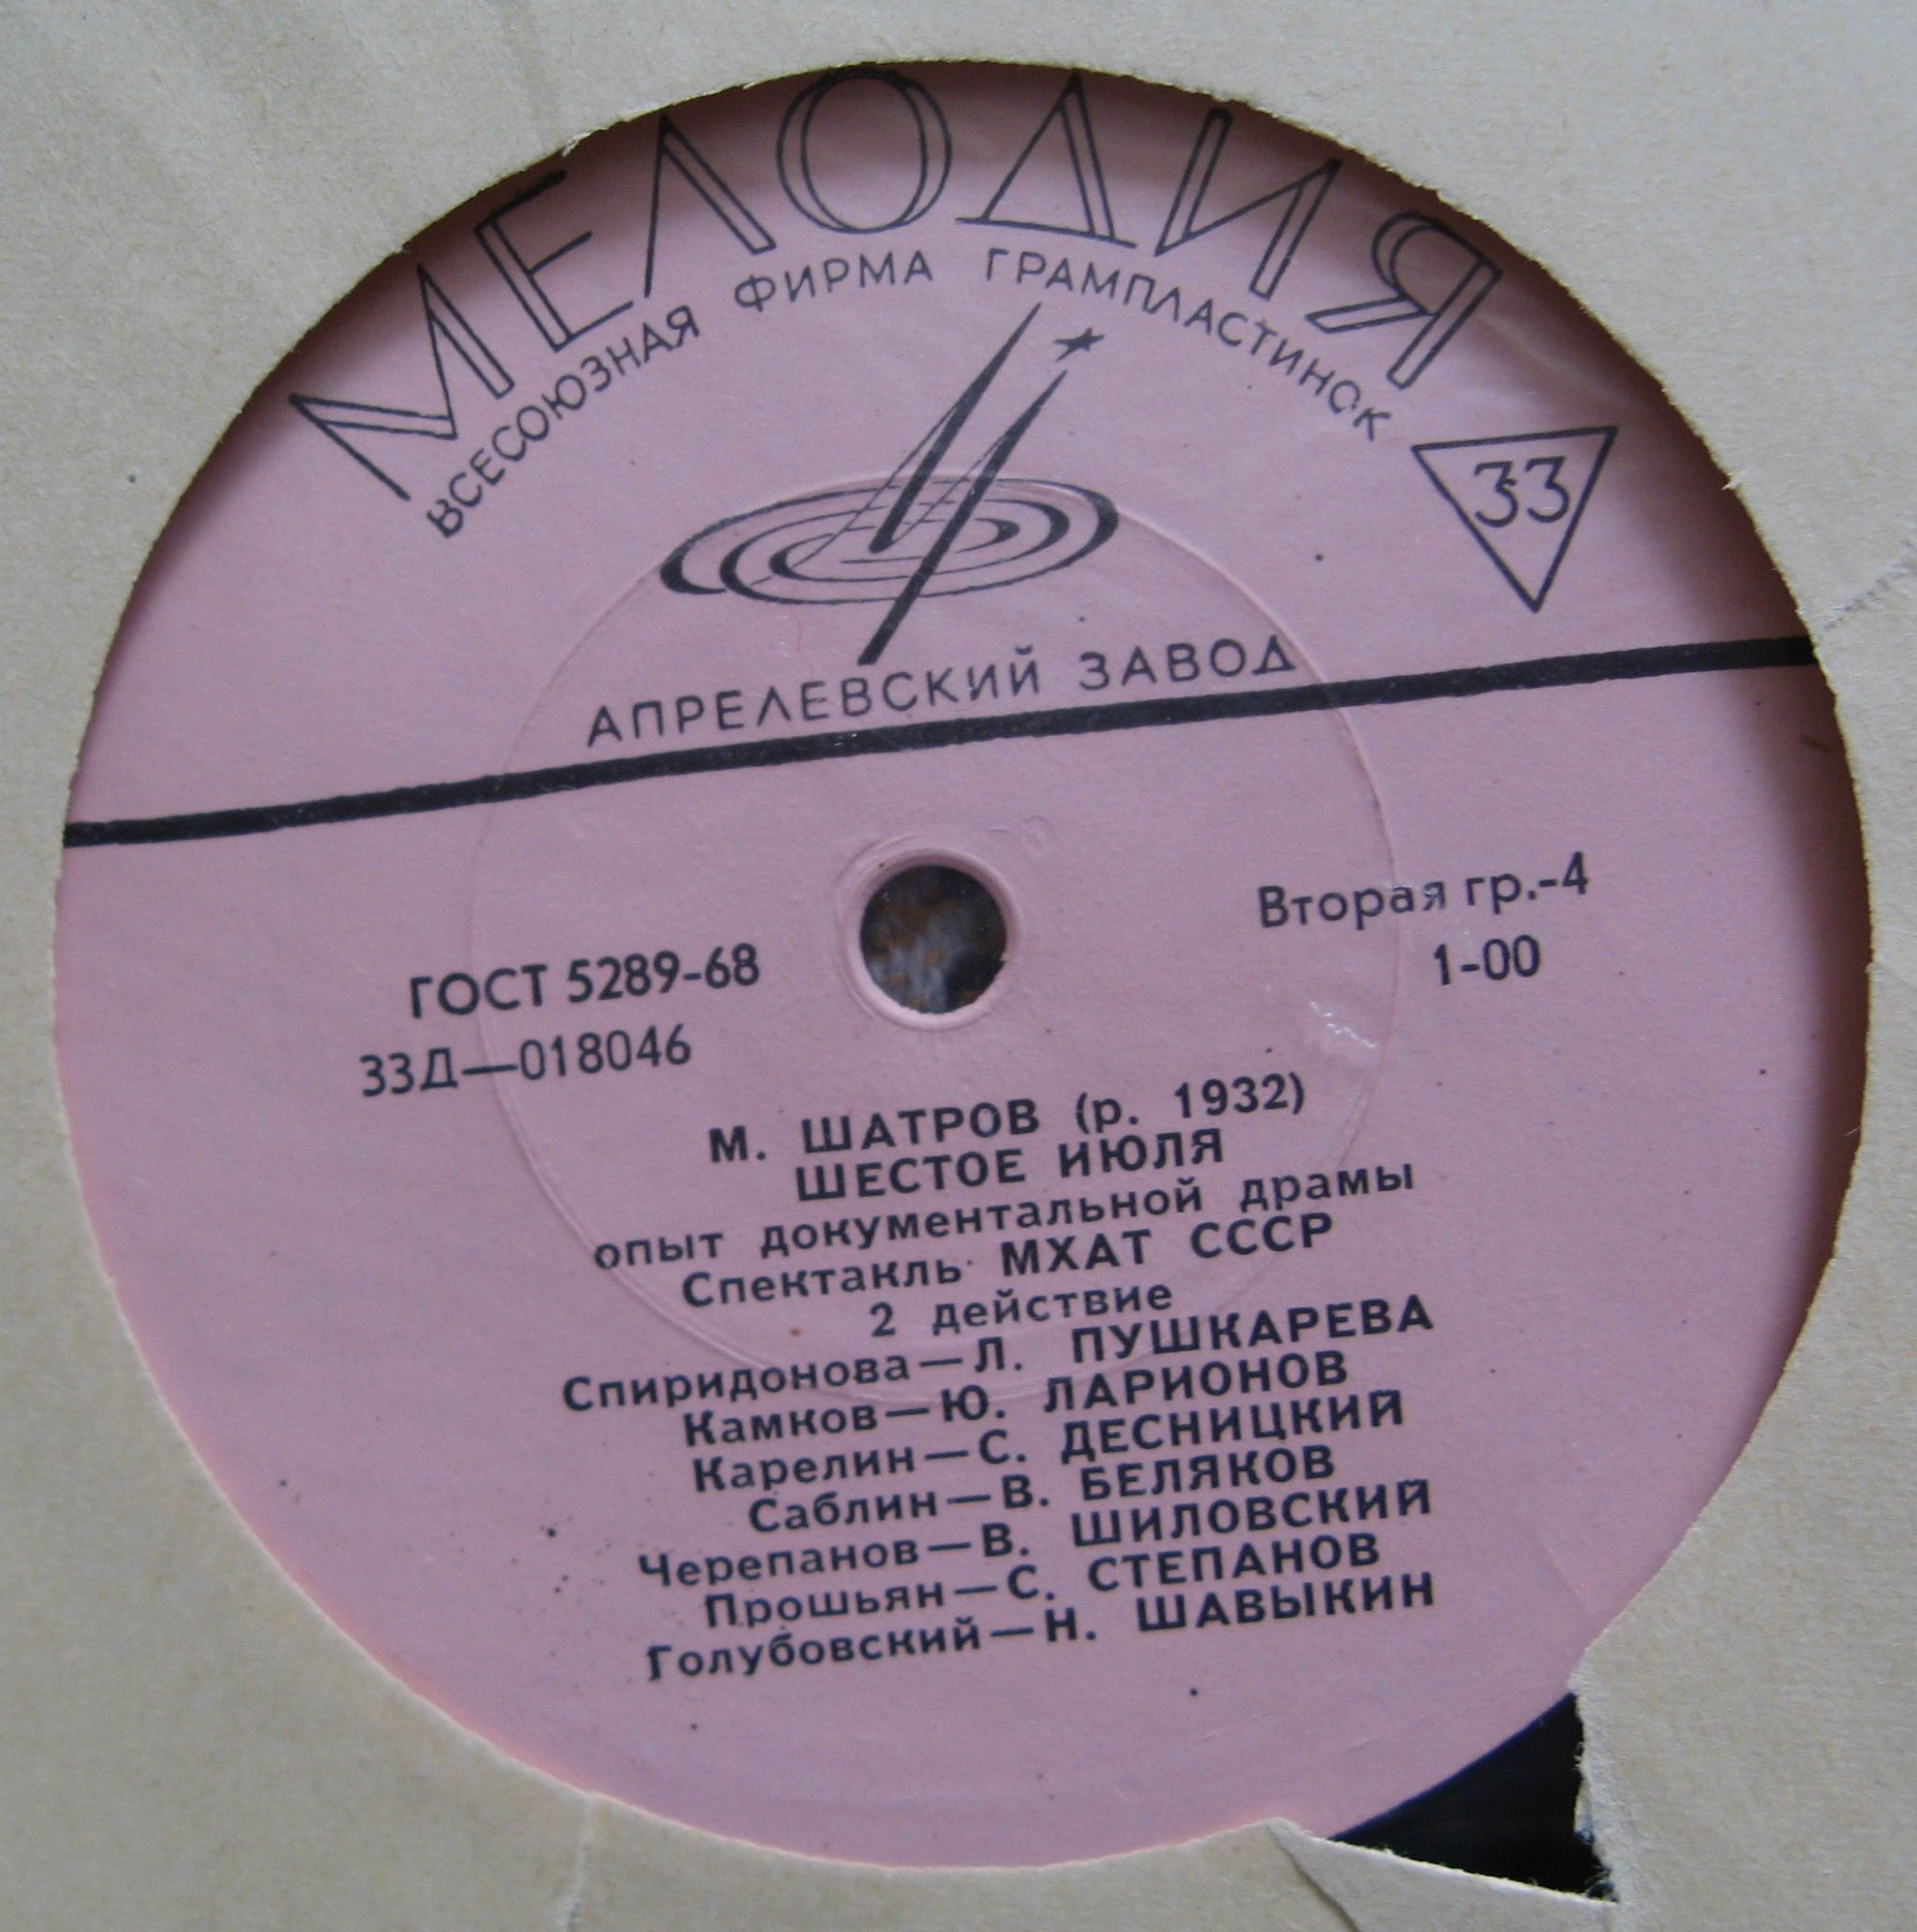 МЕЛОДИЯ
ВСЕСОЮЗНАЯ ФИРМА ГРАМПЛАСТИНОК
33
АПРЕЛЕВСКИЙ ЗАВОД
Вторая гр.-4
ГОСТ 5289-68
1-00
33Д—018046
М. ШАТРОВ (р. 1932)
ШЕСТОЕ ИЮЛЯ
опыт документальной драмы
Спектакль МХАТ СССР
2 действие
Спиридонова—Л. ПУШКАРЕВА
Камков—Ю. ЛАРИОНОВ
Карелин—С. ДЕСНИЦКИЙ
Саблин—В. БЕЛЯКОВ
Черепанов—В. ШИЛОВСКИЙ
Прошьян—С. СТЕПАНОВ
Голубовский—Н. ШАВЫКИН